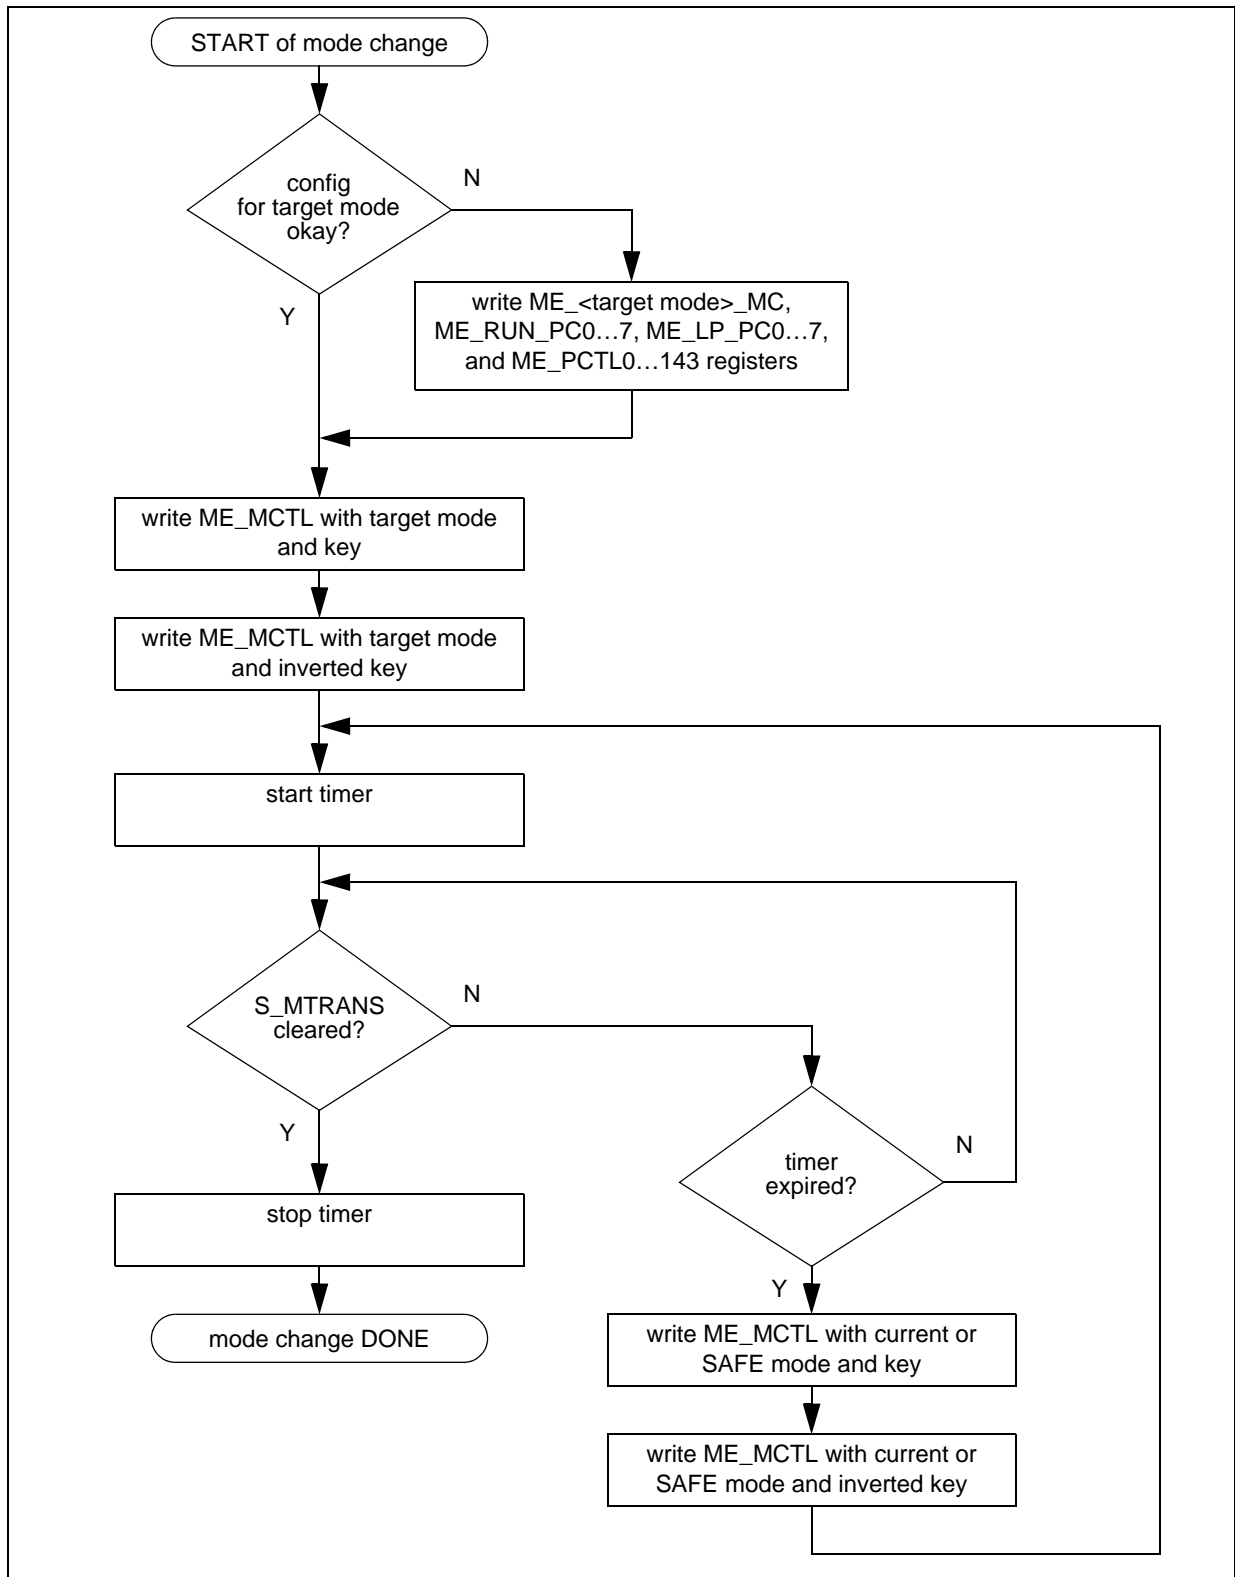 START of mode change
config
for target mode
okay?
N
Y
write ME_<target mode>_MC,
ME_RUN_PC0…7, ME_LP_PC0…7,
and ME_PCTL0…143 registers
write ME_MCTL with target mode
and key
write ME_MCTL with target mode
and inverted key
start timer
S_MTRANS
cleared?
N
Y
timer
expired?
N
Y
stop timer
mode change DONE
write ME_MCTL with current or
SAFE mode and key
write ME_MCTL with current or
SAFE mode and inverted key